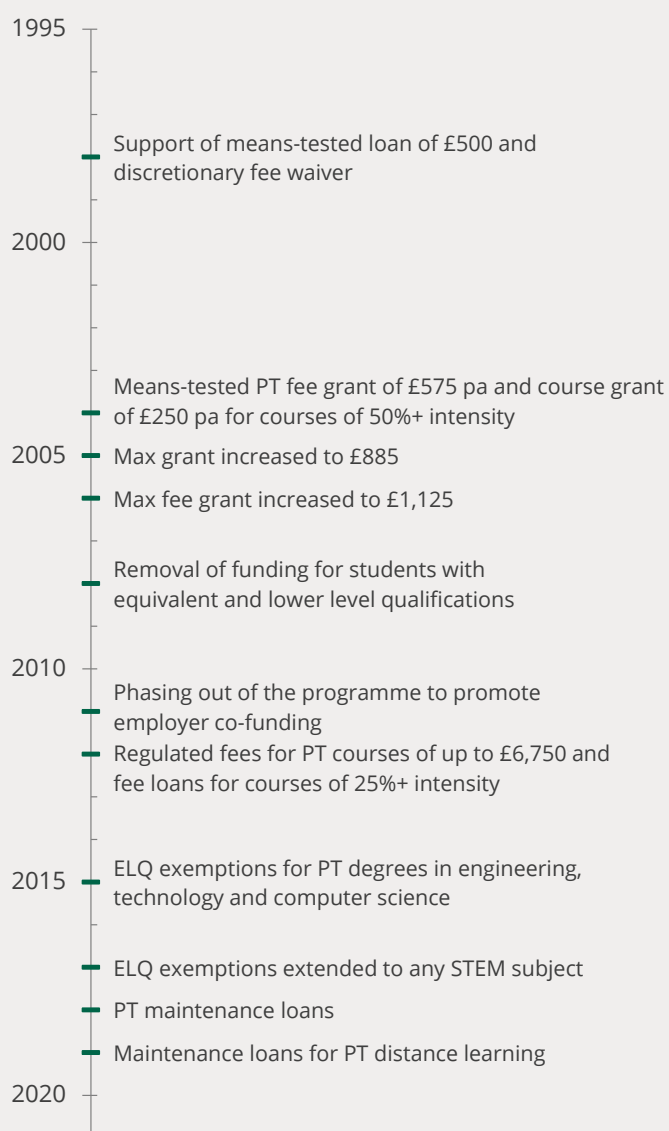 1995
Support of means-tested loan of £500 and
discretionary fee waiver
2000
Means-tested PT fee grant of £575 pa and course grant
of £250 pa for courses of 50%+ intensity
2005
Max grant increased to £885
Max fee grant increased to £1,125
Removal of funding for students with
equivalent and lower level qualifications
2010
Phasing out of the programme to promote
employer co-funding
Regulated fees for PT courses of up to £6,750 and
fee loans for courses of 25%+ intensity
2015
ELQ exemptions for PT degrees in engineering,
technology and computer science
ELQ exemptions extended to any STEM subject
PT maintenance loans
Maintenance loans for PT distance learning
2020